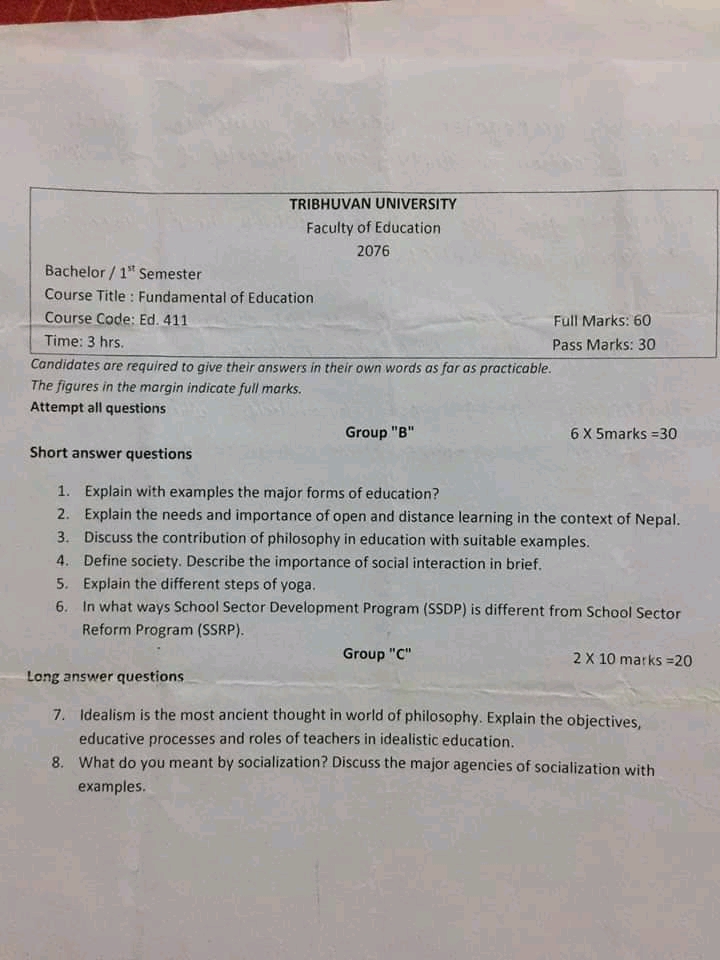 TRIBHUVAN UNIVERSITY
Faculty of Education
2076
Bachelor / 1st Semester
Course Title : Fundamental of Education
Course Code: Ed. 411
Full Marks: 60
Time: 3 hrs.
Pass Marks: 30
Candidates are required to give their answers in their own words as far as practicable.
The figures in the margin indicate full marks.
Attempt all questions
Group "B"
6 X 5marks =30
Short answer questions
1. Explain with examples the major forms of education?
2. Explain the needs and importance of open and distance learning in the context of Nepal.
3. Discuss the contribution of philosophy in education with suitable examples.
4. Define society. Describe the importance of social interaction in brief.
5. Explain the different steps of yoga.
6. In what ways School Sector Development Program (SSDP) is different from School Sector
Reform Program (SSRP).
Group "C"
2 X 10 marks =20
Long answer questions
7. Idealism is the most ancient thought in world of philosophy. Explain the objectives,
educative processes and roles of teachers in idealistic education.
8. What do you meant by socialization? Discuss the major agencies of socialization with
examples.